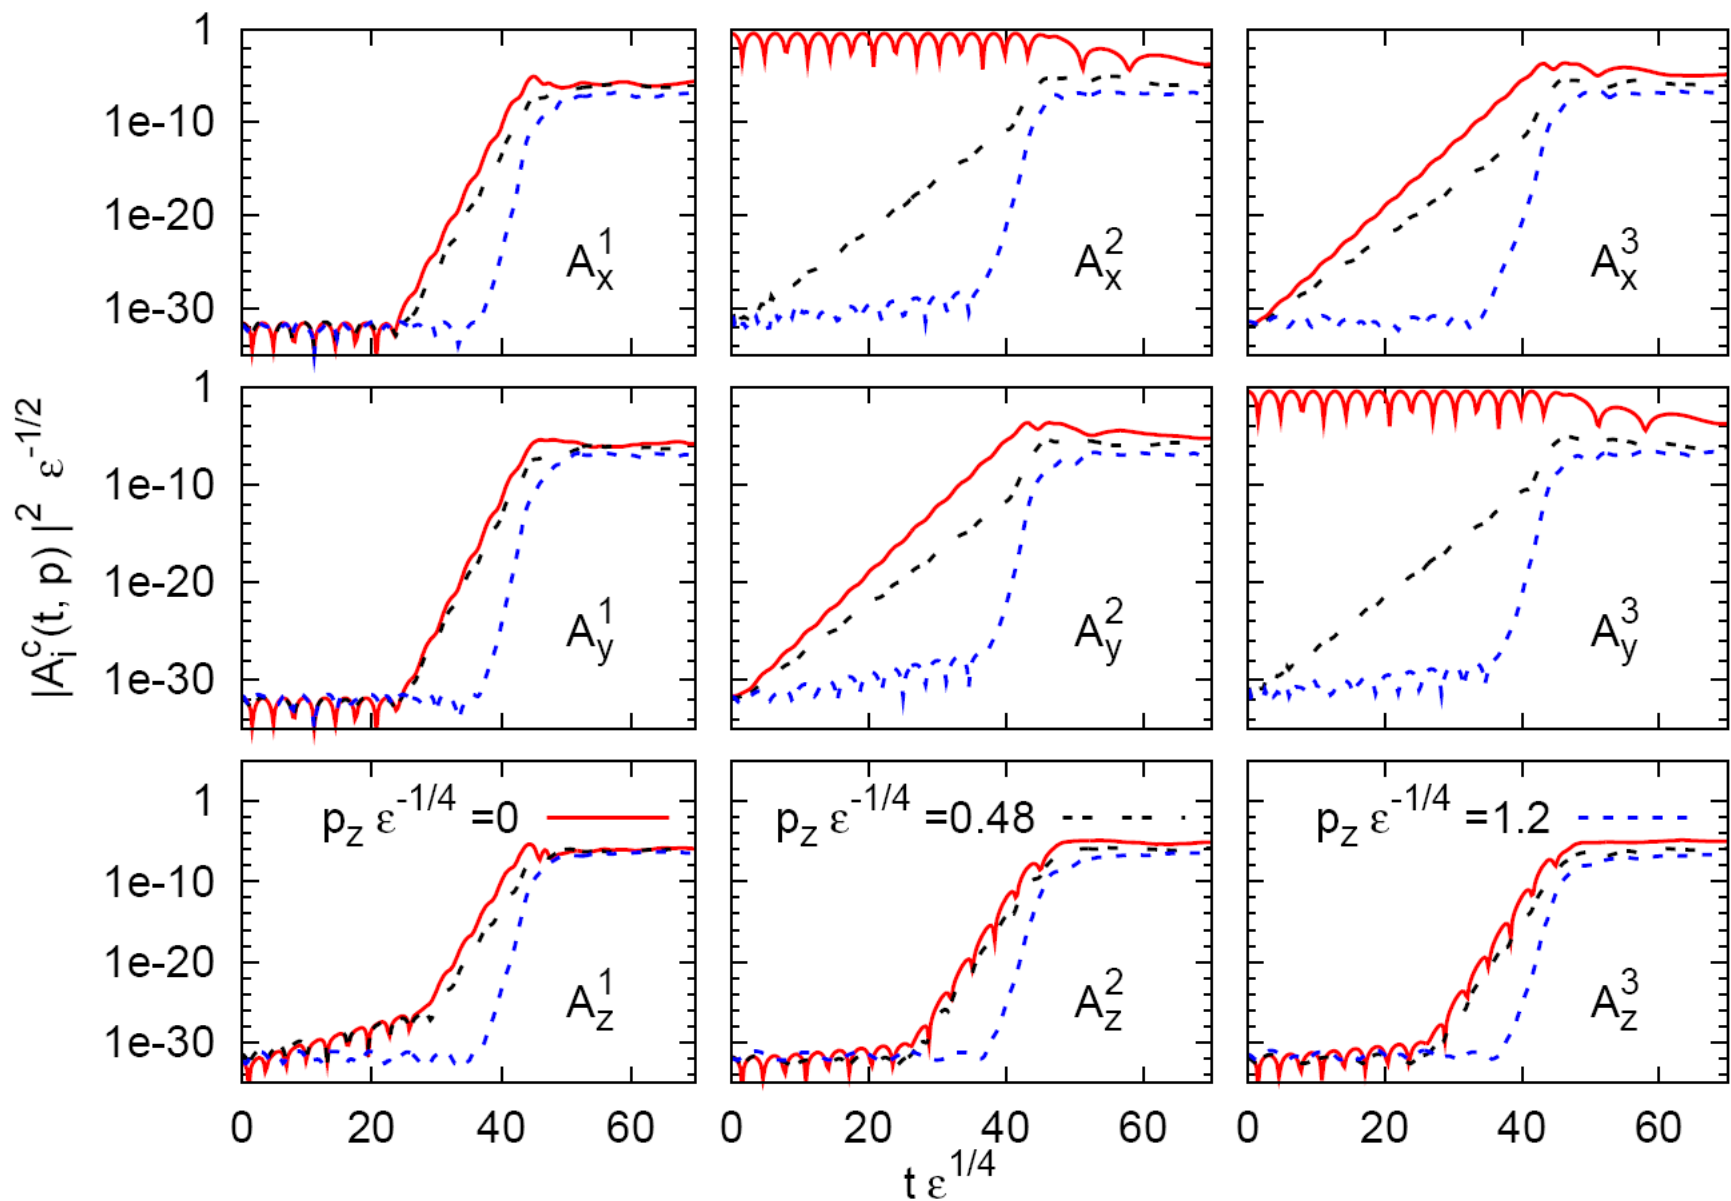 1
1e-10
1e-20
1e-30
A_x^1
A_x^2
A_x^3
1
1e-10
1e-20
1e-30
A_y^1
A_y^2
A_y^3
|A_i^c(t, p) |^2 ε^{-1/2}
1
1e-10
1e-20
1e-30
p_z ε^{-1/4} =0
p_z ε^{-1/4} =0.48
p_z ε^{-1/4} =1.2
A_z^1
A_z^2
A_z^3
0 20 40 60 0 20 40 60 0 20 40 60
t ε^{1/4}